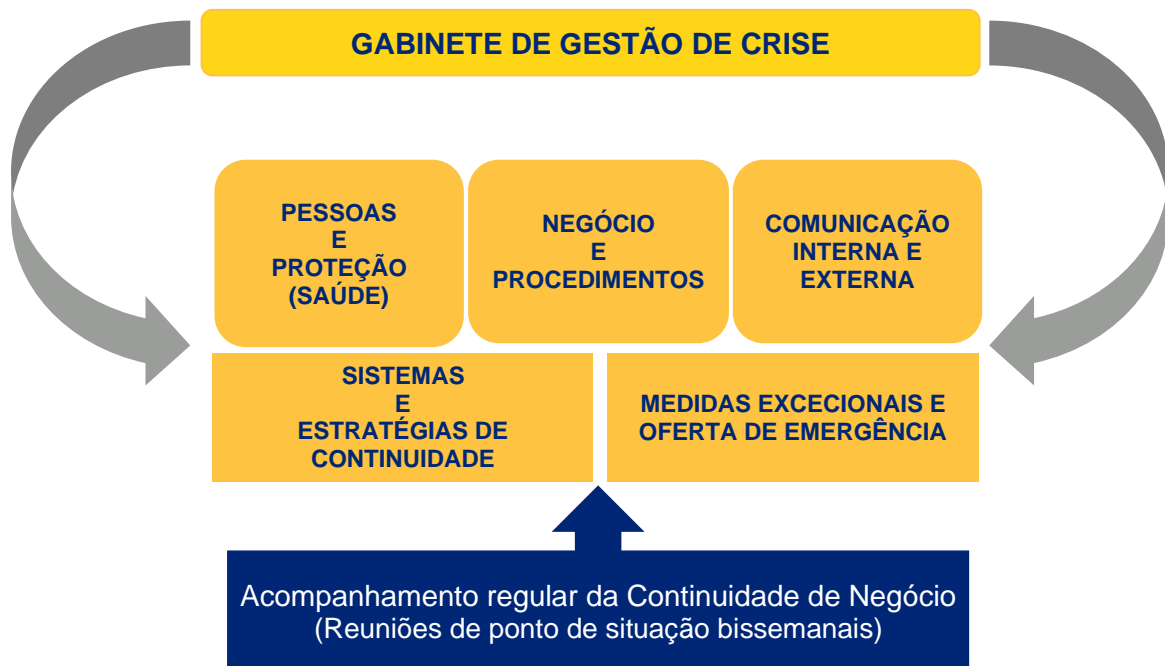 GABINETE DE GESTÃO DE CRISE
PESSOAS
E
PROTEÇÃO
(SAÚDE)
NEGÓCIO
E
PROCEDIMENTOS
COMUNICAÇÃO
INTERNA E
EXTERNA
SISTEMAS
E
ESTRATÉGIAS DE
CONTINUIDADE
MEDIDAS EXCECIONAIS E
OFERTA DE EMERGÊNCIA
Acompanhamento regular da Continuidade de Negócio
(Reuniões de ponto de situação bissemanais)